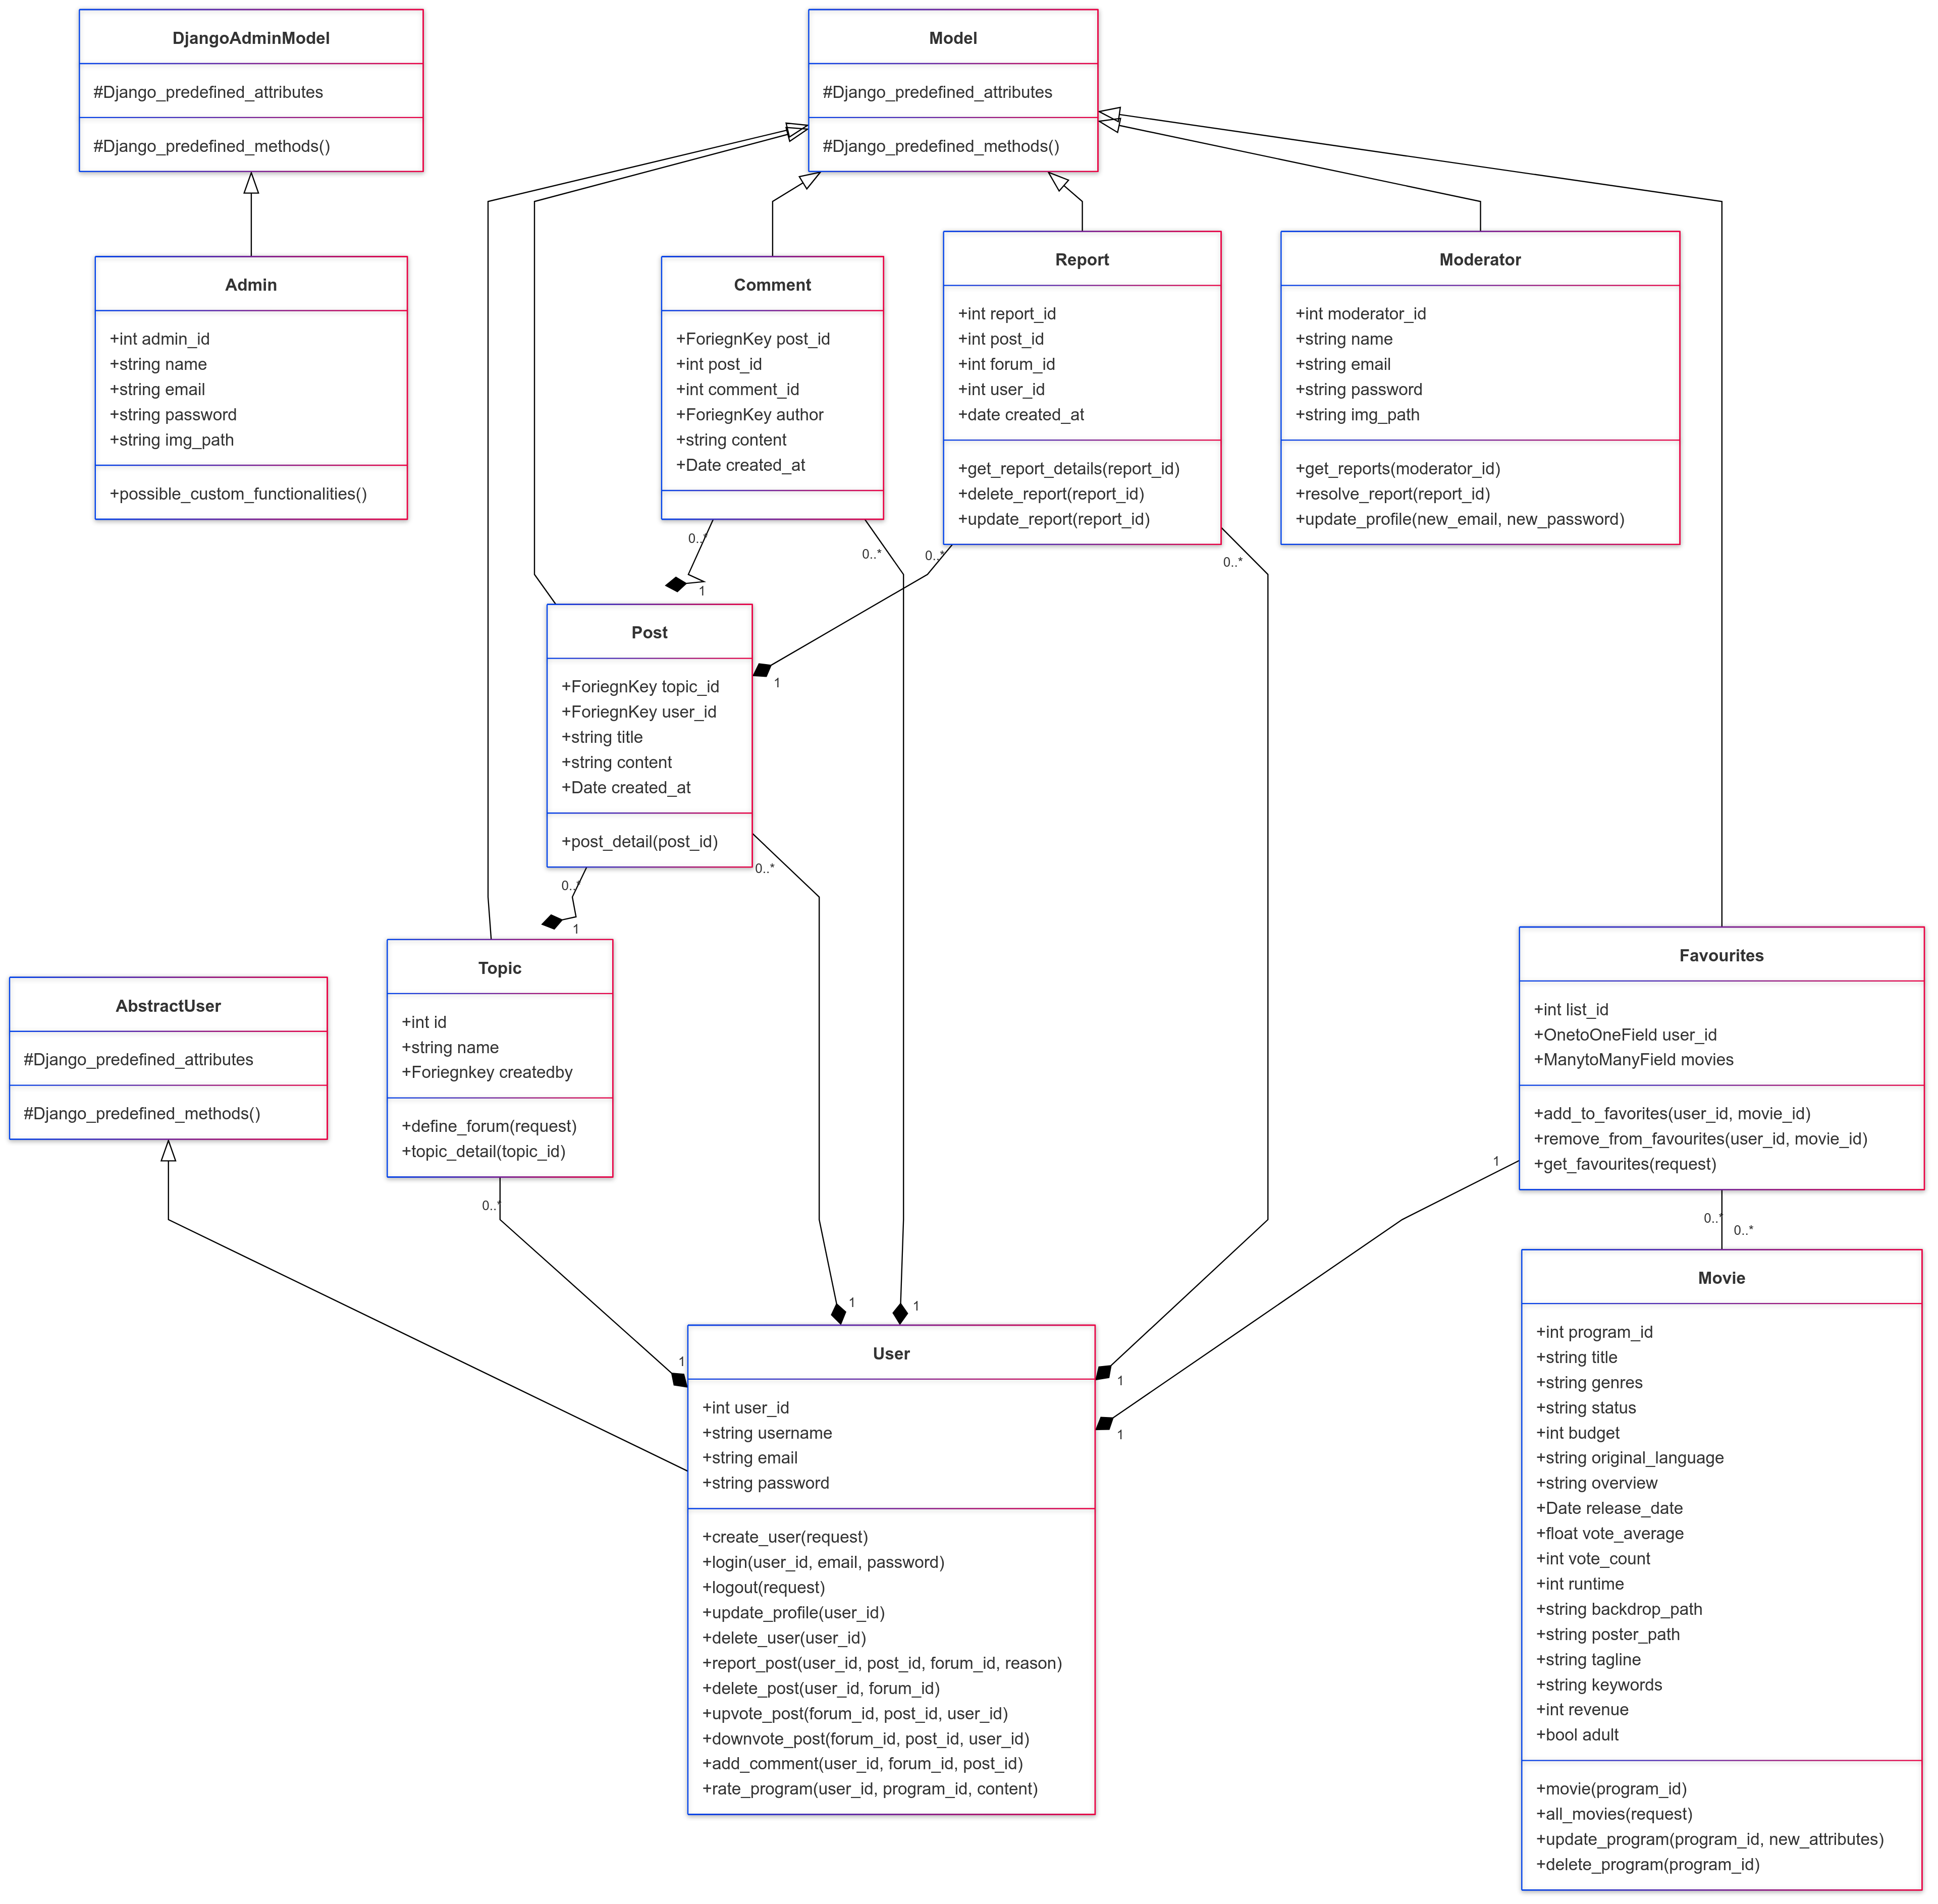 DjangoAdminModel
#Django_predefined_attributes
#Django_predefined_methods()
Model
#Django_predefined_attributes
#Django_predefined_methods()
Admin
+int admin_id
+string name
+string email
+string password
+string img_path
+possible_custom_functionalities()
Comment
+ForiegnKey post_id
+int post_id
+int comment_id
+ForiegnKey author
+string content
+Date created_at
Report
+int report_id
+int post_id
+int forum_id
+int user_id
+date created_at
+get_report_details(report_id)
+delete_report(report_id)
+update_report(report_id)
Moderator
+int moderator_id
+string name
+string email
+string password
+string img_path
+get_reports(moderator_id)
+resolve_report(report_id)
+update_profile(new_email, new_password)
0..*
0..*
0..*
0..*
1
Post
+ForiegnKey topic_id
+ForiegnKey user_id
+string title
+string content
+Date created_at
+post_detail(post_id)
1
0..*
0..*
1
Topic
+int id
+string name
+Foriegnkey createdby
+define_forum(request)
+topic_detail(topic_id)
AbstractUser
#Django_predefined_attributes
#Django_predefined_methods()
Favourites
+int list_id
+OnetoOneField user_id
+ManytoManyField movies
+add_to_favorites(user_id, movie_id)
+remove_from_favourites(user_id, movie_id)
+get_favourites(request)
1
0..*
0..*
0..*
1
1
1
1
1
User
+int user_id
+string username
+string email
+string password
+create_user(request)
+login(user_id, email, password)
+logout(request)
+update_profile(user_id)
+delete_user(user_id)
+report_post(user_id, post_id, forum_id, reason)
+delete_post(user_id, forum_id)
+upvote_post(forum_id, post_id, user_id)
+downvote_post(forum_id, post_id, user_id)
+add_comment(user_id, forum_id, post_id)
+rate_program(user_id, program_id, content)
Movie
+int program_id
+string title
+string genres
+string status
+int budget
+string original_language
+string overview
+Date release_date
+float vote_average
+int vote_count
+int runtime
+string backdrop_path
+string poster_path
+string tagline
+string keywords
+int revenue
+bool adult
+movie(program_id)
+all_movies(request)
+update_program(program_id, new_attributes)
+delete_program(program_id)